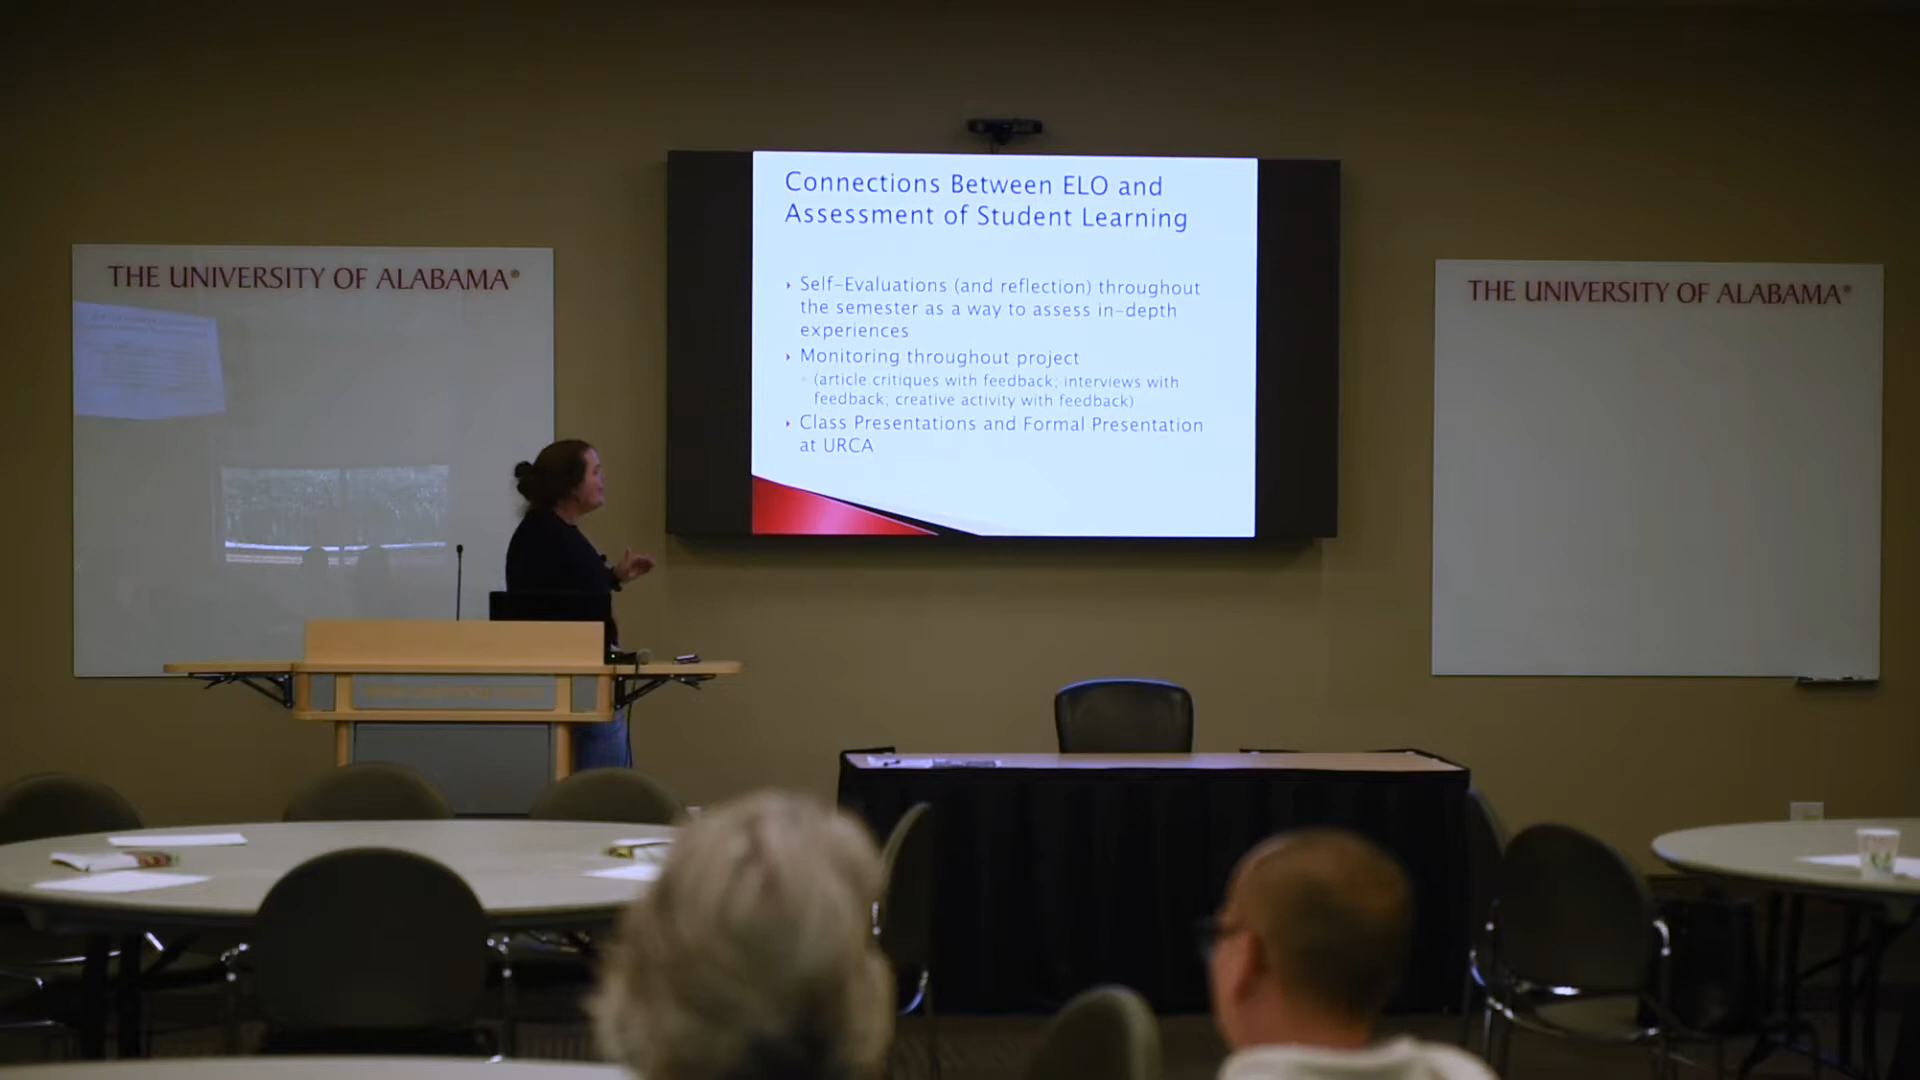 Connections Between ELO and
Assessment of Student Learning
Self-Evaluations (and reflection) throughout
the semester as a way to assess in-depth
experiences
Monitoring throughout project
(article critiques with feedback; interviews with
feedback; creative activity with feedback)
Class Presentations and Formal Presentation
at URCA
THE UNIVERSITY OF ALABAMA®
THE UNIVERSITY OF ALABAMA®